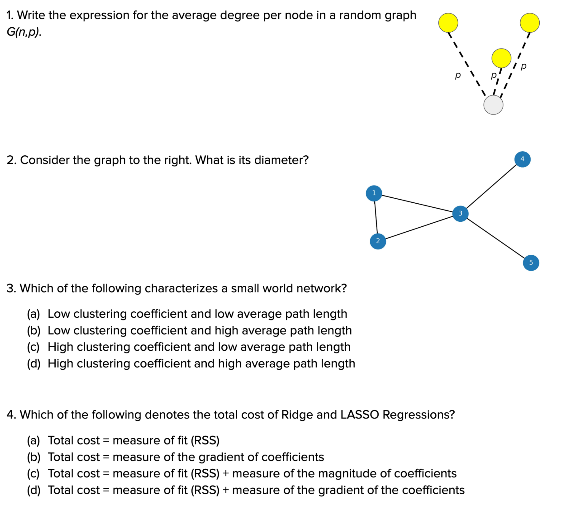 1. Write the expression for the average degree per node in a random graph
G(n,p).
p
p
p
2. Consider the graph to the right. What is its diameter?
4
1
3
2
5
3. Which of the following characterizes a small world network?
(a) Low clustering coefficient and low average path length
(b) Low clustering coefficient and high average path length
(c) High clustering coefficient and low average path length
(d) High clustering coefficient and high average path length
4. Which of the following denotes the total cost of Ridge and LASSO Regressions?
(a) Total cost = measure of fit (RSS)
(b) Total cost = measure of the gradient of coefficients
(c) Total cost = measure of fit (RSS) + measure of the magnitude of coefficients
(d) Total cost = measure of fit (RSS) + measure of the gradient of the coefficients